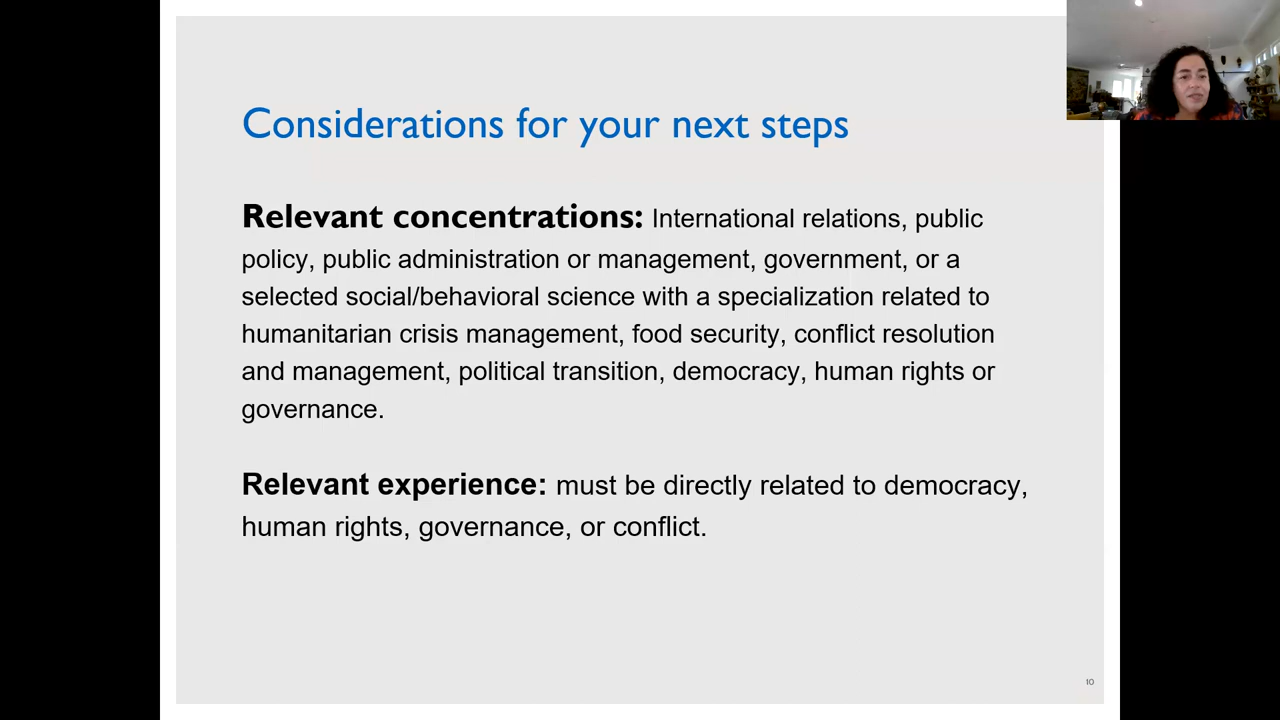 Considerations for your next steps
Relevant concentrations: International relations, public
policy, public administration or management, government, or a
selected social/behavioral science with a specialization related to
humanitarian crisis management, food security, conflict resolution
and management, political transition, democracy, human rights or
governance.
Relevant experience: must be directly related to democracy,
human rights, governance, or conflict.
10